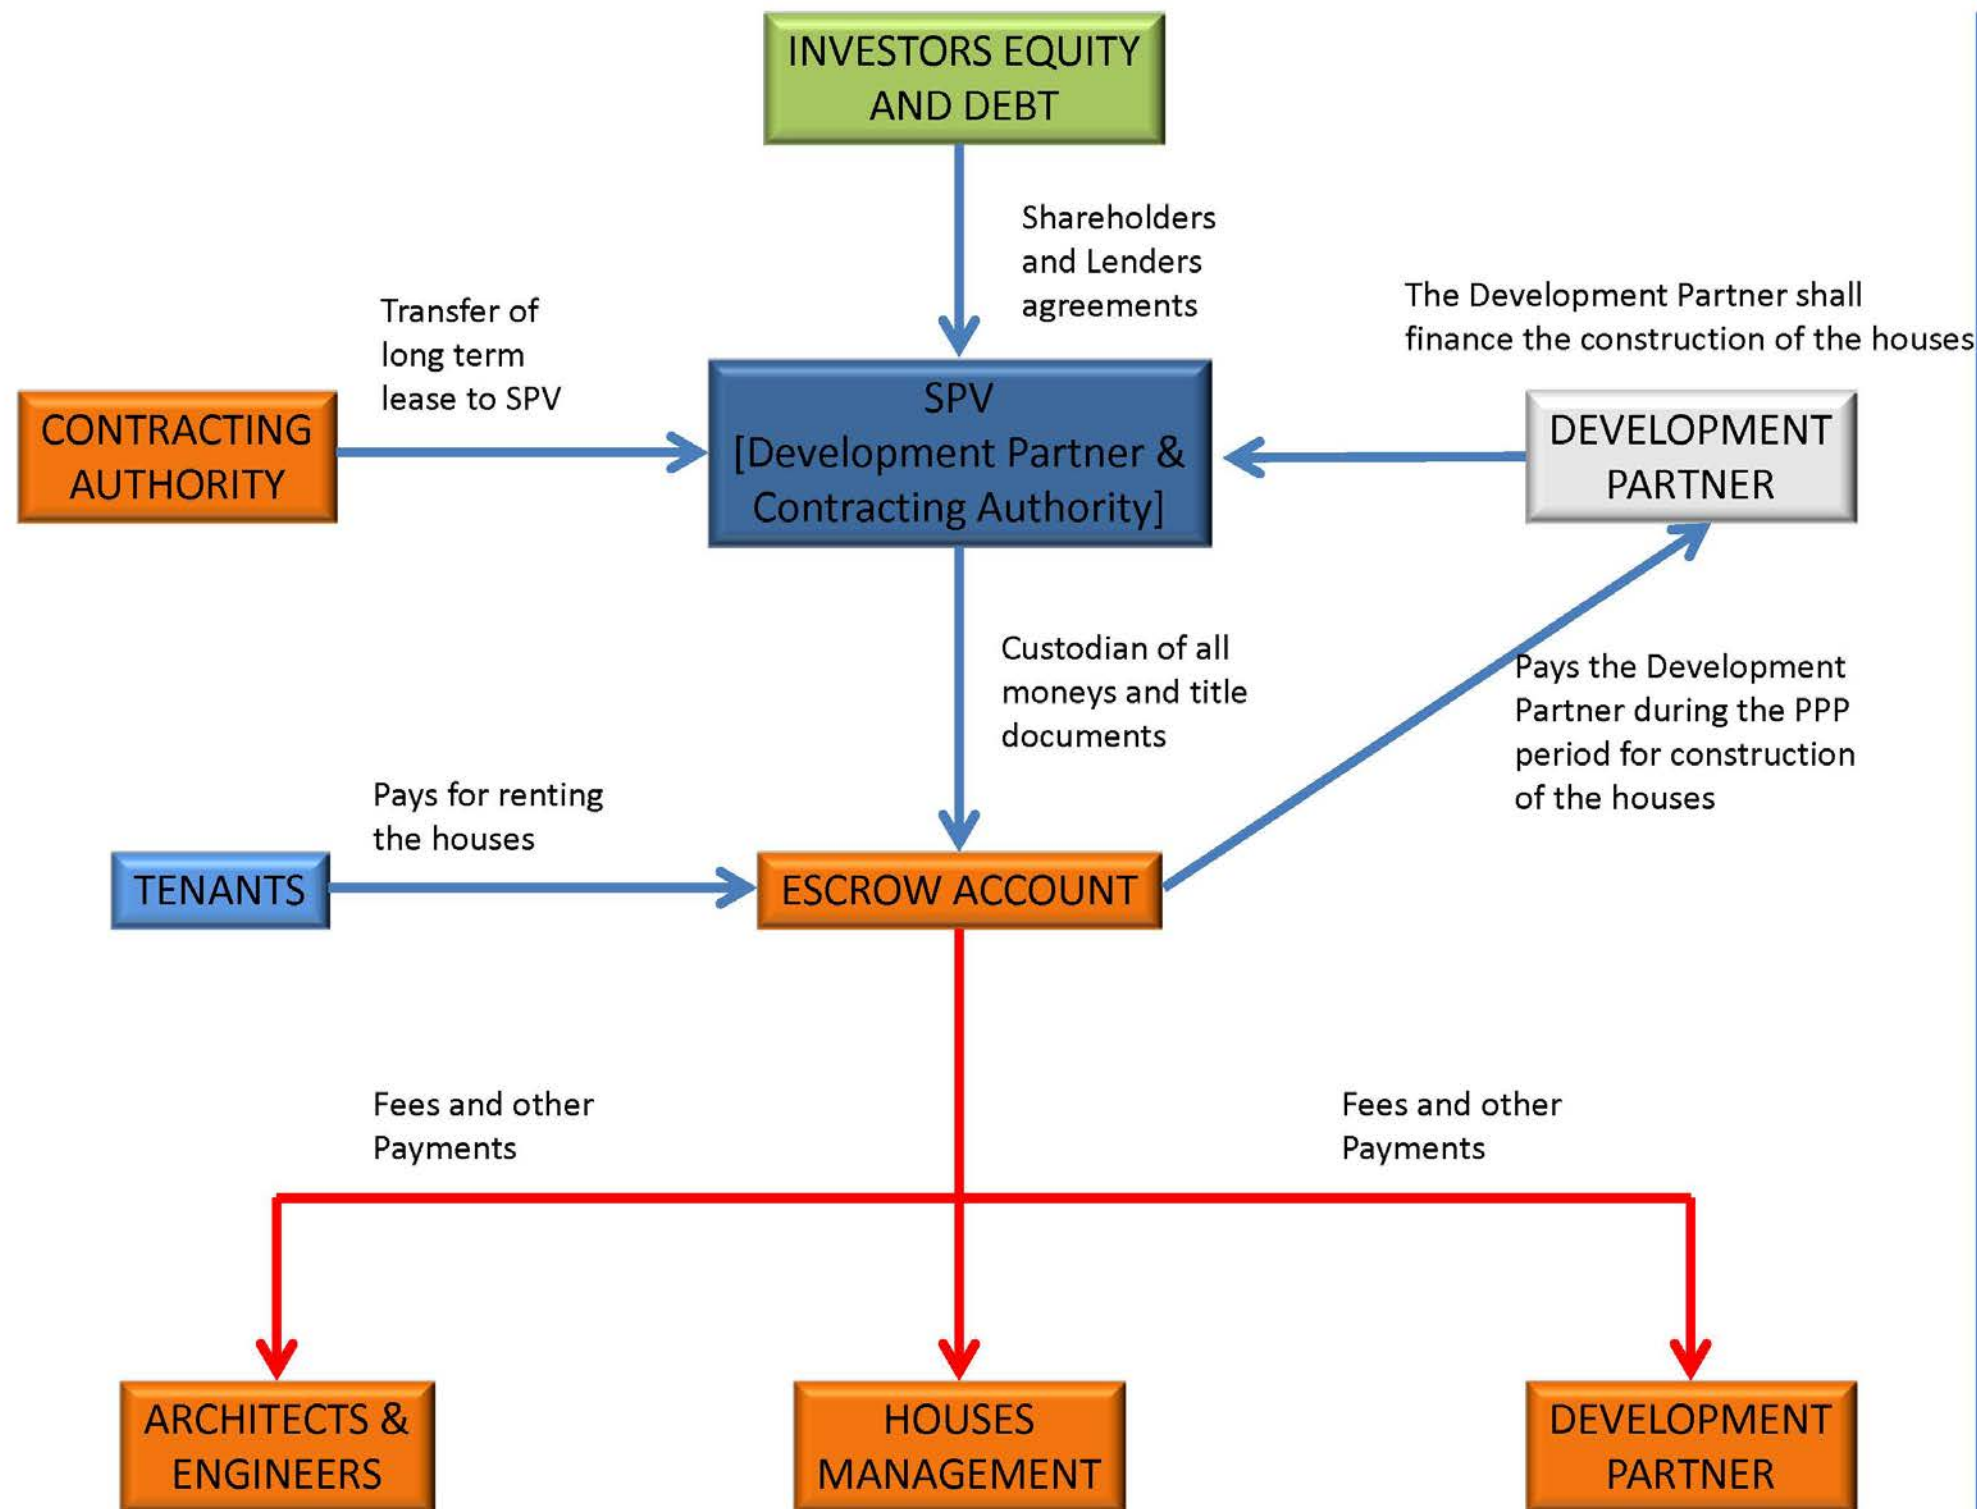 INVESTORS EQUITY
AND DEBT
Shareholders
and Lenders
agreements
Transfer of
long term
lease to SPV
The Development Partner shall
finance the construction of the houses
CONTRACTING
AUTHORITY
SPV
[Development Partner &
Contracting Authority]
DEVELOPMENT
PARTNER
Custodian of all
moneys and title
documents
Pays the Development
Partner during the PPP
period for construction
of the houses
Pays for renting
the houses
TENANTS
ESCROW ACCOUNT
Fees and other
Payments
Fees and other
Payments
ARCHITECTS &
ENGINEERS
HOUSES
MANAGEMENT
DEVELOPMENT
PARTNER